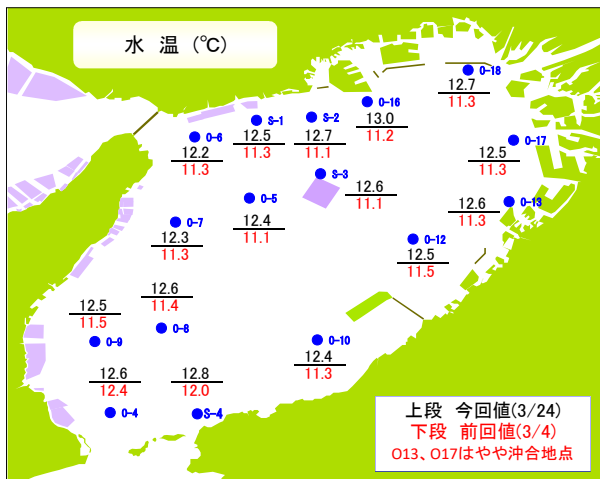 水 温 (℃)
O-18
12.7
11.3
O-16
13.0
11.2
S-1
12.5
11.3
S-2
12.7
11.1
O-6
12.2
11.3
O-17
12.5
11.3
S-3
12.6
11.1
O-5
12.4
11.1
O-13
12.6
11.3
O-7
12.3
11.3
O-12
12.5
11.5
12.6
11.4
O-8
12.5
11.5
O-9
O-10
12.4
11.3
12.6
12.4
O-4
12.8
12.0
S-4
上段 今回値(3/24)
下段 前回値(3/4)
O13、O17はやや沖合地点